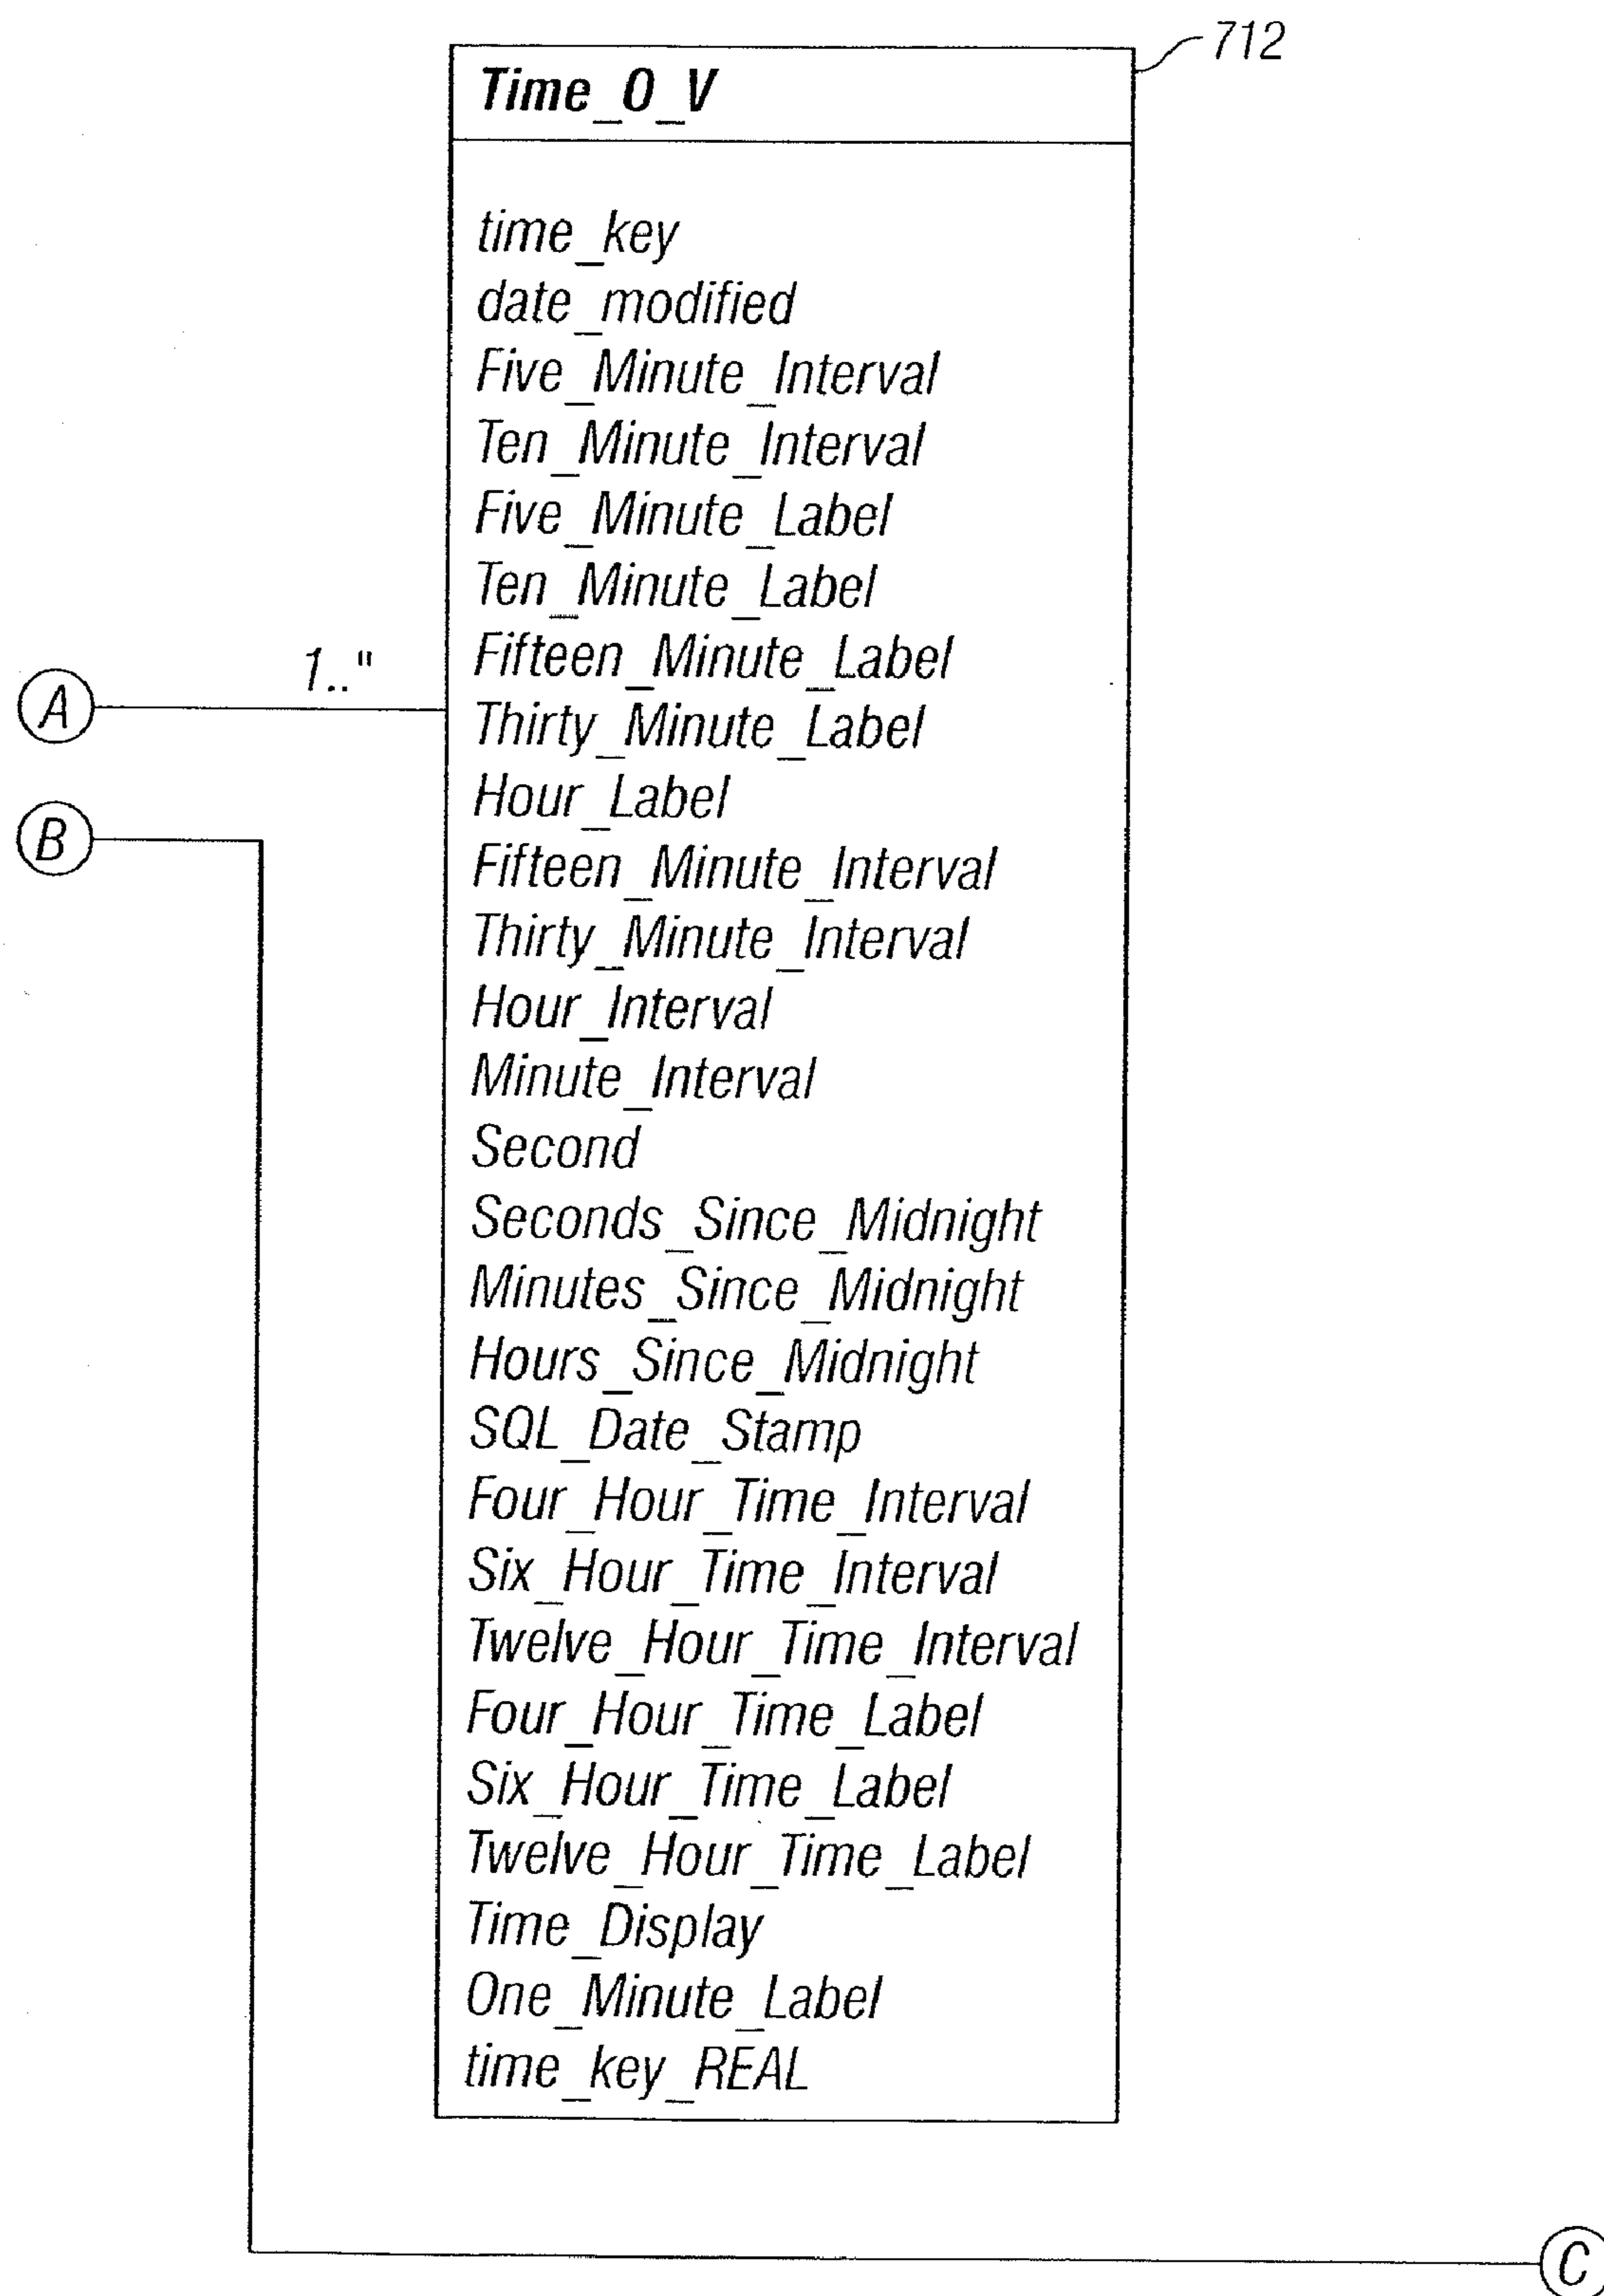 712
Time_O_V
time_key
date_modified
Five_Minute_Interval
Ten_Minute_Interval
Five_Minute_Label
Ten_Minute_Label
Fifteen_Minute_Label
A 1.."
Thirty_Minute_Label
Hour_Label
B
Fifteen_Minute_Interval
Thirty_Minute_Interval
Hour_Interval
Minute_Interval
Second
Seconds_Since_Midnight
Minutes_Since_Midnight
Hours_Since_Midnight
SQL_Date_Stamp
Four_Hour_Time_Interval
Six_Hour_Time_Interval
Twelve_Hour_Time_Interval
Four_Hour_Time_Label
Six_Hour_Time_Label
Twelve_Hour_Time_Label
Time_Display
One_Minute_Label
time_key_REAL
C